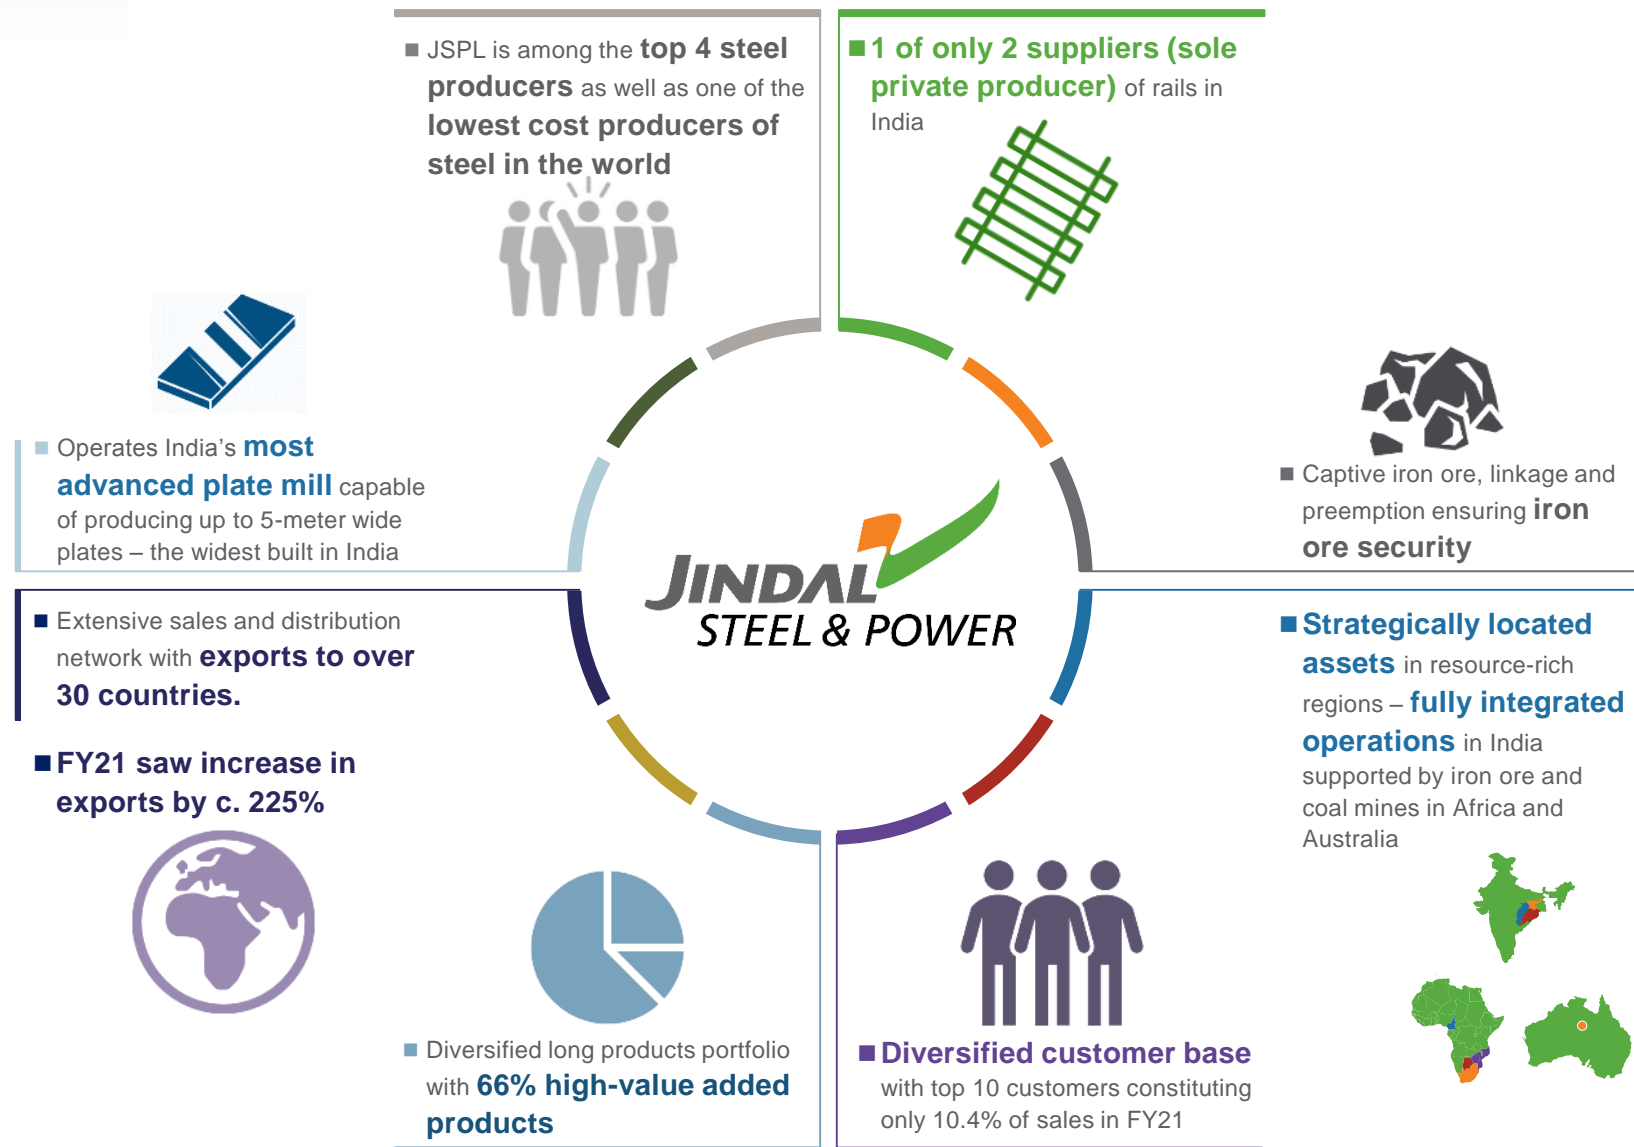 ■ JSPL is among the top 4 steel
producers as well as one of the
lowest cost producers of
steel in the world
■ 1 of only 2 suppliers (sole
private producer) of rails in
India
■ Operates India’s most
advanced plate mill capable
of producing up to 5-meter wide
plates – the widest built in India
■ Captive iron ore, linkage and
preemption ensuring iron
ore security
JINDAL
STEEL & POWER
■ Extensive sales and distribution
network with exports to over
30 countries.
■ FY21 saw increase in
exports by c. 225%
■ Strategically located
assets in resource-rich
regions – fully integrated
operations in India
supported by iron ore and
coal mines in Africa and
Australia
■ Diversified long products portfolio
with 66% high-value added
products
■ Diversified customer base
with top 10 customers constituting
only 10.4% of sales in FY21